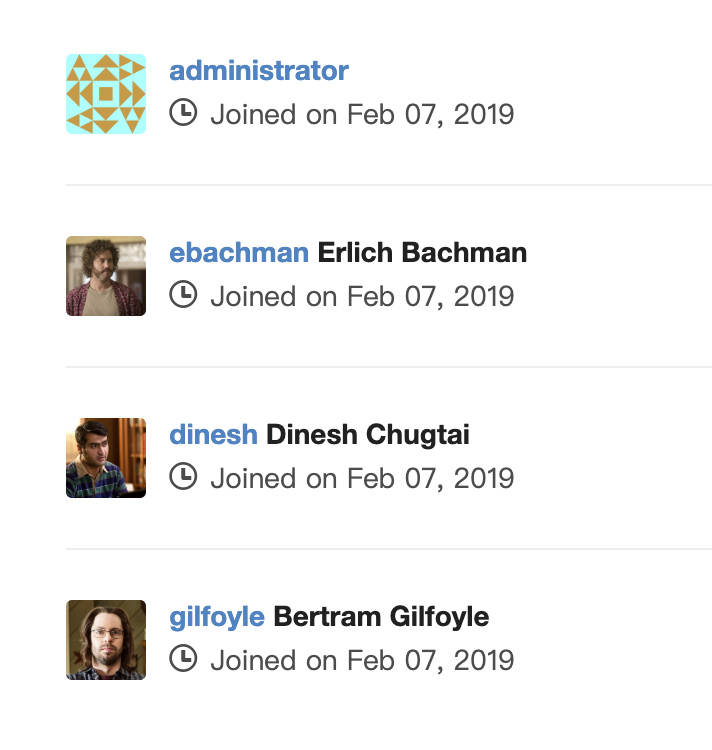 administrator
Joined on Feb 07, 2019
ebachman Erlich Bachman
Joined on Feb 07, 2019
dinesh Dinesh Chugtai
Joined on Feb 07, 2019
gilfoyle Bertram Gilfoyle
Joined on Feb 07, 2019